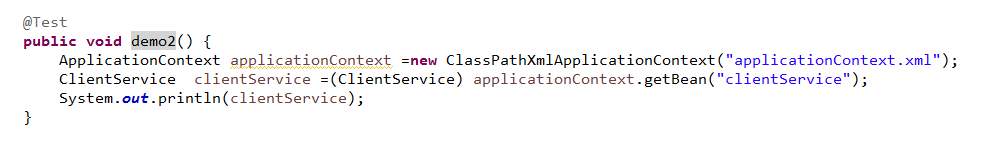 @Test
public void demo2() {
ApplicationContext applicationContext =new ClassPathXmlApplicationContext("applicationContext.xml");
ClientService clientService =(ClientService) applicationContext.getBean("clientService");
System.out.println(clientService);
}